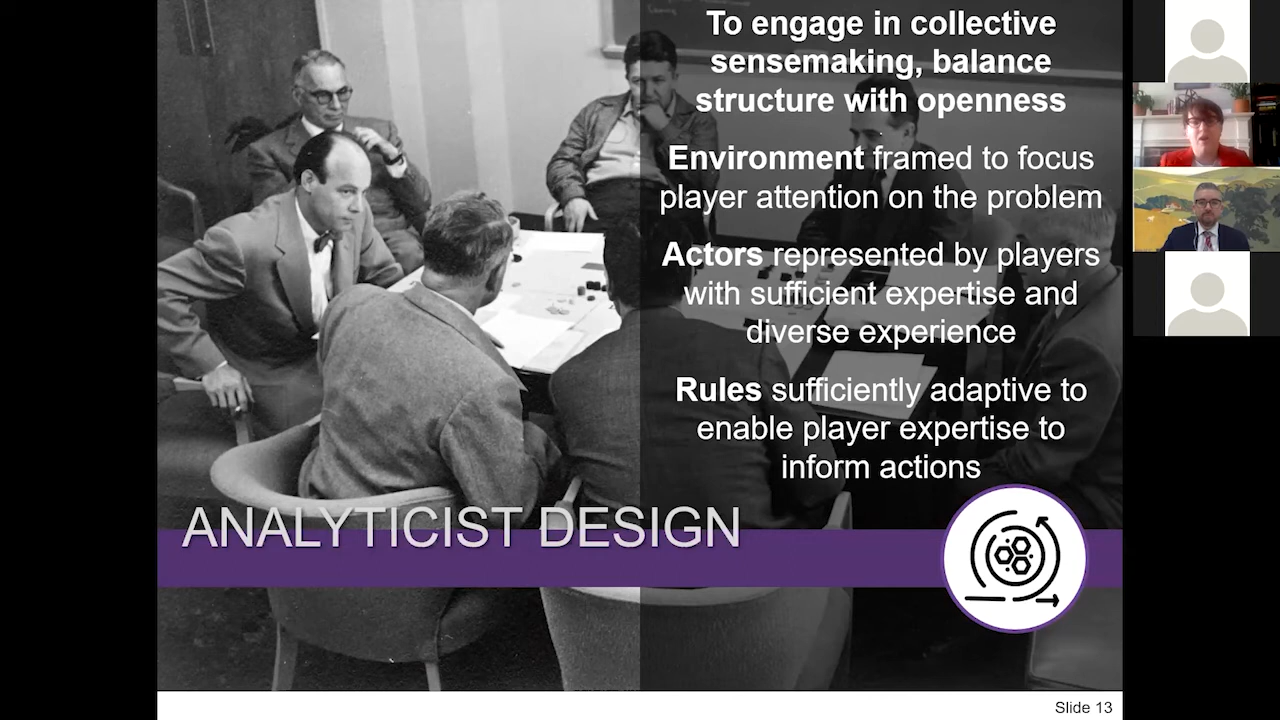 To engage in collective
sensemaking, balance
structure with openness
Environment framed to focus
player attention on the problem
Actors represented by players
with sufficient expertise and
diverse experience
Rules sufficiently adaptive to
enable player expertise to
inform actions
ANALYTICIST DESIGN
Slide 13